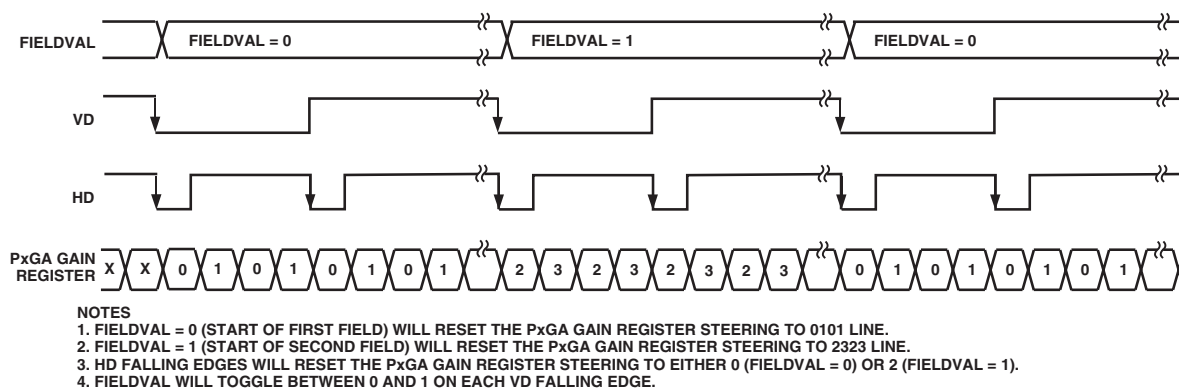 FIELDVAL FIELDVAL = 0 FIELDVAL = 1 FIELDVAL = 0
VD
HD
PxGA GAIN
REGISTER
X X 0 1 0 1 0 1 0 1 2 3 2 3 2 3 2 3 0 1 0 1 0 1 0 1
NOTES
1. FIELDVAL = 0 (START OF FIRST FIELD) WILL RESET THE PxGA GAIN REGISTER STEERING TO 0101 LINE.
2. FIELDVAL = 1 (START OF SECOND FIELD) WILL RESET THE PxGA GAIN REGISTER STEERING TO 2323 LINE.
3. HD FALLING EDGES WILL RESET THE PxGA GAIN REGISTER STEERING TO EITHER 0 (FIELDVAL = 0) OR 2 (FIELDVAL = 1).
4. FIELDVAL WILL TOGGLE BETWEEN 0 AND 1 ON EACH VD FALLING EDGE.